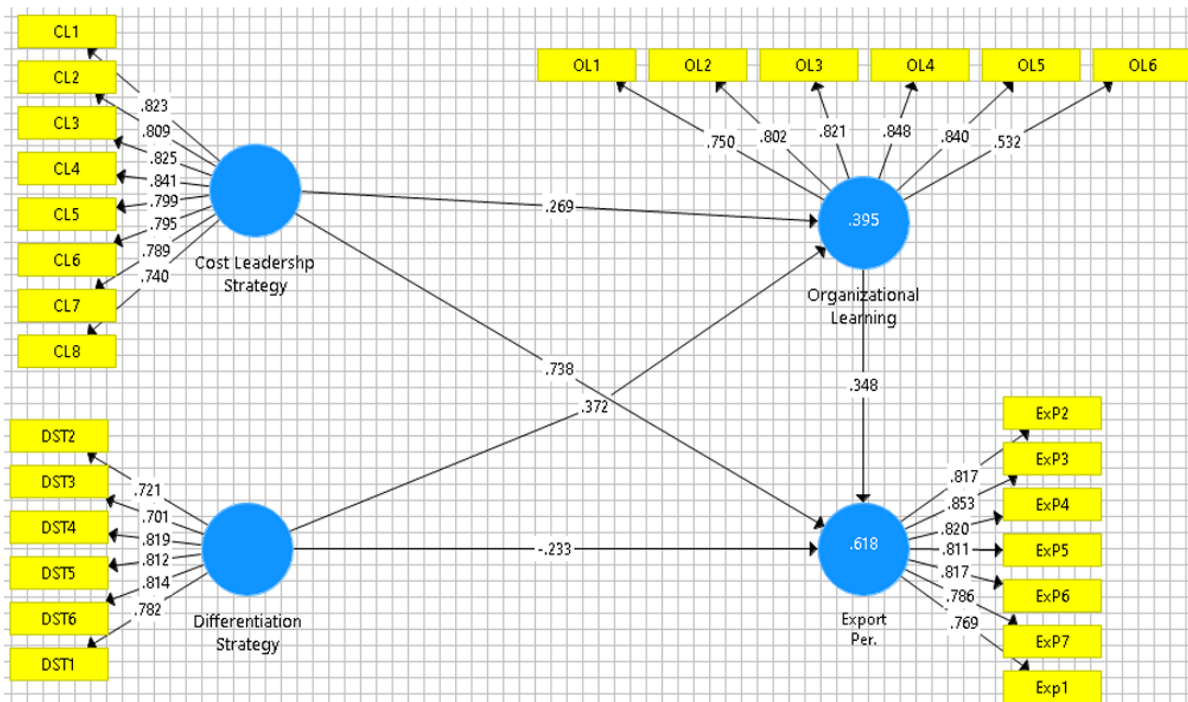 CL1
CL2
CL3
CL4
CL5
CL6
CL7
CL8
.823
.809
.825
.841
.799
.795
.789
.740
Cost Leadershp
Strategy
OL1 OL2 OL3 OL4 OL5 OL6
.750 .802 .821 .848 .840 .532
.269
.395
Organizational
Learning
.738
.372
.348
DST2
DST3
DST4
DST5
DST6
DST1
.721
.701
.819
.812
.814
.782
Differentiation
Strategy
-.233
.618
Export
Per.
.817
.853
.820
.811
.817
.786
.769
ExP2
ExP3
ExP4
ExP5
ExP6
ExP7
Exp1